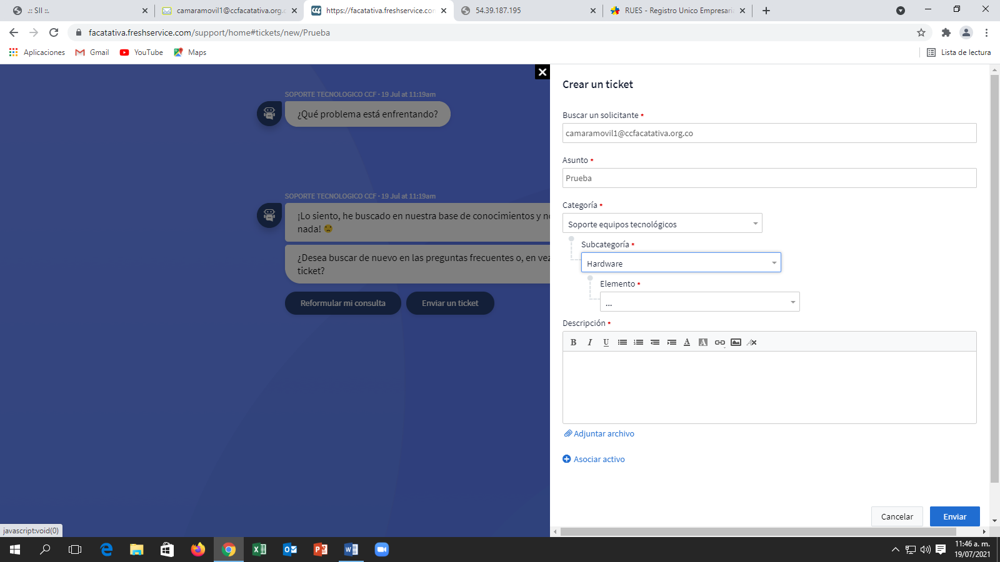 .:: SII ::.
camaramovil1@ccfacatativa.org.c
https://facatativa.freshservice.com
54.39.187.195
RUES - Registro Unico Empresari
facatativa.freshservice.com/support/home#tickets/new/Prueba
Aplicaciones
Gmail
YouTube
Maps
Lista de lectura
SOPORTE TECNOLOGICO CCF · 19 Jul at 11:19am
¿Qué problema está enfrentando?
SOPORTE TECNOLOGICO CCF · 19 Jul at 11:19am
¡Lo siento, he buscado en nuestra base de conocimientos y no
nada!
¿Desea buscar de nuevo en las preguntas frecuentes o, en vez
ticket?
Reformular mi consulta
Enviar un ticket
Crear un ticket
Buscar un solicitante *
camaramovil1@ccfacatativa.org.co
Asunto *
Prueba
Categoría *
Soporte equipos tecnológicos
Subcategoría *
Hardware
Elemento *
...
Descripción *
B I U A A
Adjuntar archivo
Asociar activo
Cancelar
Enviar
javascript:void(0)
11:46 a. m.
19/07/2021